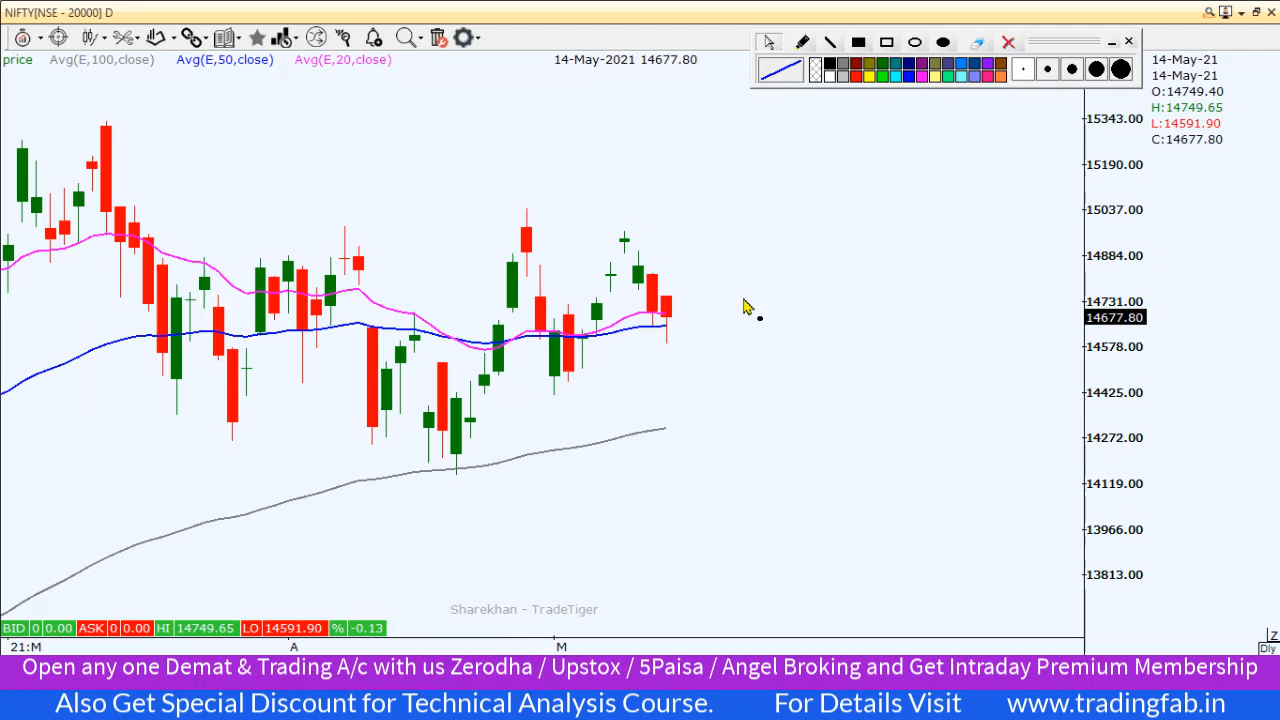 NIFTY[NSE - 20000] D
price Avg(E,100,close) Avg(E,50,close) Avg(E,20,close) 14-May-2021 14677.80
14-May-21
14-May-21
O:14749.40
H:14749.65
L:14591.90
C:14677.80
15343.00
15190.00
15037.00
14884.00
14731.00
14677.80
14578.00
14425.00
14272.00
14119.00
13966.00
13813.00
Sharekhan - TradeTiger
BID 0 0.00 ASK 0 0.00 HI 14749.65 LO 14591.90 % -0.13
21:M A M
Z
Dly
Open any one Demat & Trading A/c with us Zerodha / Upstox / 5Paisa / Angel Broking and Get Intraday Premium Membership
Also Get Special Discount for Technical Analysis Course. For Details Visit www.tradingfab.in